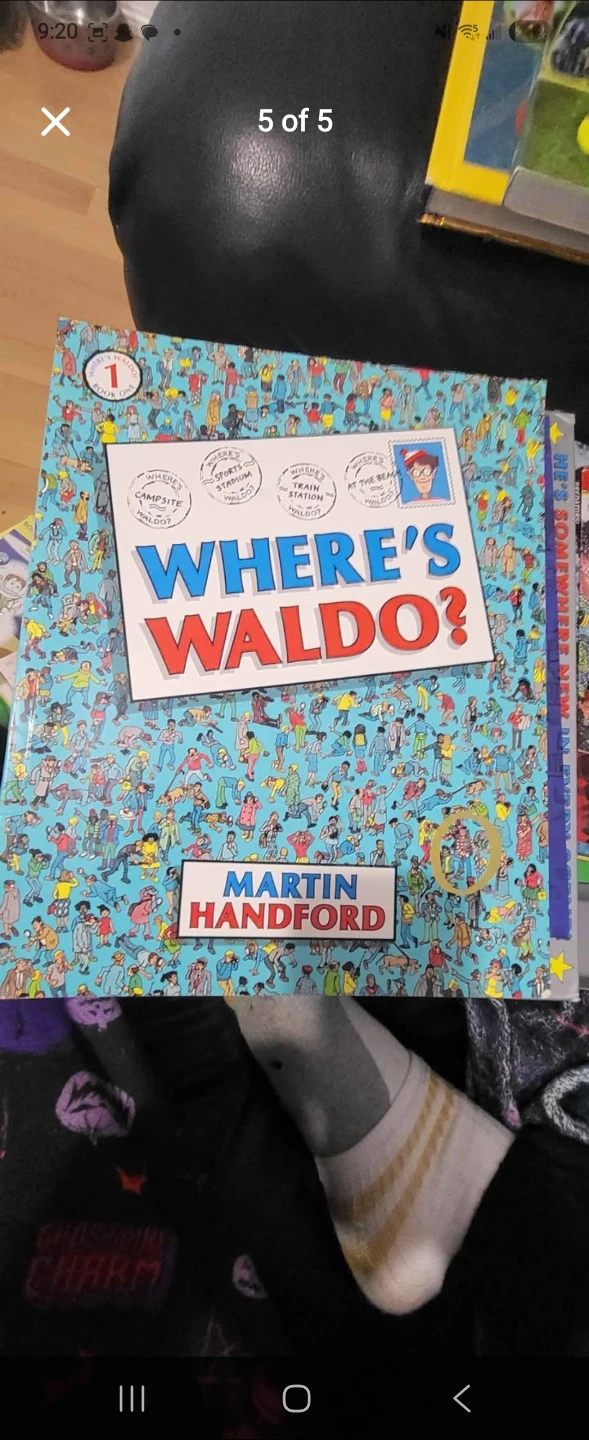 9:20
5 of 5
WHERE'S WALDO?
1
BOOK ONE
WHERE'S
CAMPSITE
WALDO?
WHERE'S
SPORTS
STADIUM
WALDO?
WHERE'S
TRAIN
STATION
WALDO?
WHERE'S
AT THE BEACH
WALDO?
WHERE'S
WALDO?
MARTIN
HANDFORD
HE'S SOMEWHERE NEW IN EVERY
CHARM